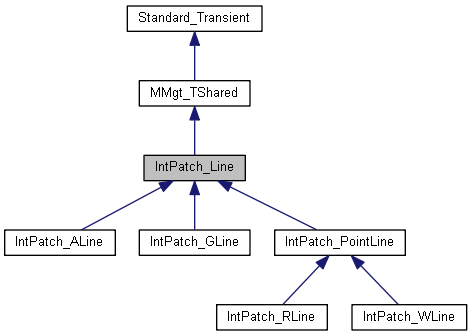 Standard_Transient
MMgt_TShared
IntPatch_Line
IntPatch_ALine
IntPatch_GLine
IntPatch_PointLine
IntPatch_RLine
IntPatch_WLine